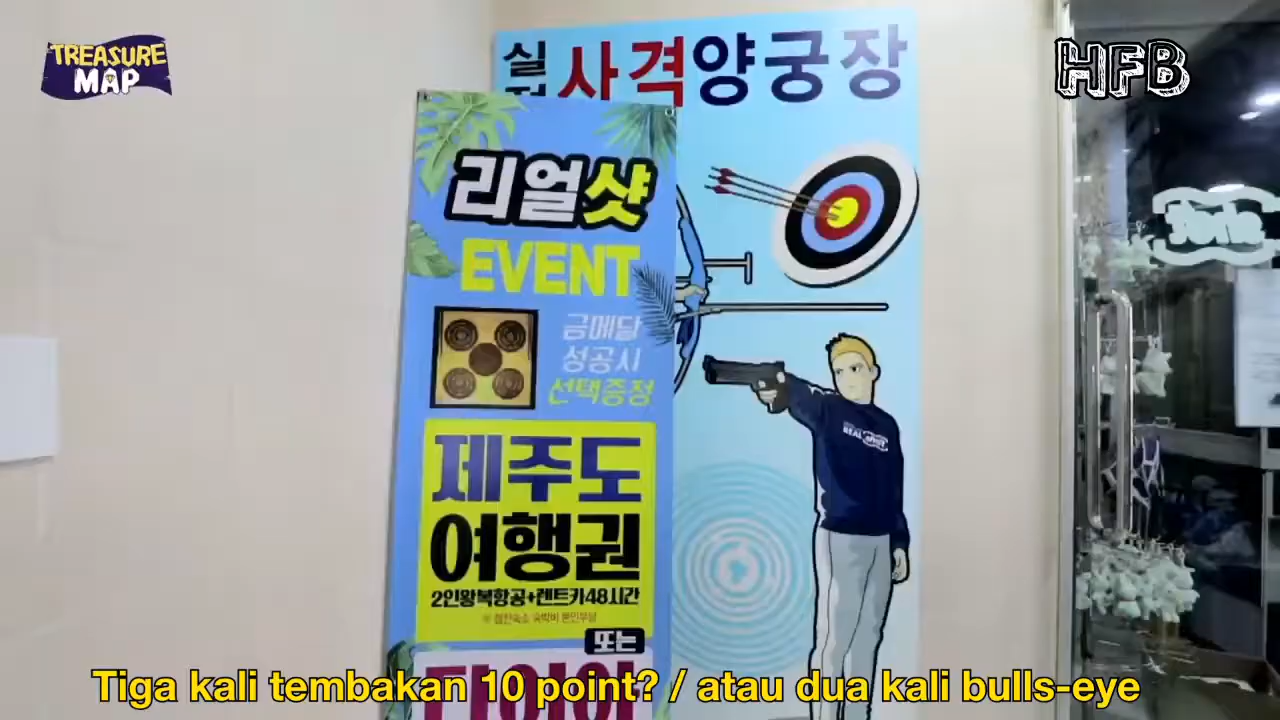 TREASURE
MAP
HFB
실
사격양궁장
리얼샷
EVENT
금메달
성공시
선택증정
제주도
여행권
2인왕복항공+렌트카48시간
또는
REAL SHOT
Tiga kali tembakan 10 point? / atau dua kali bulls-eye